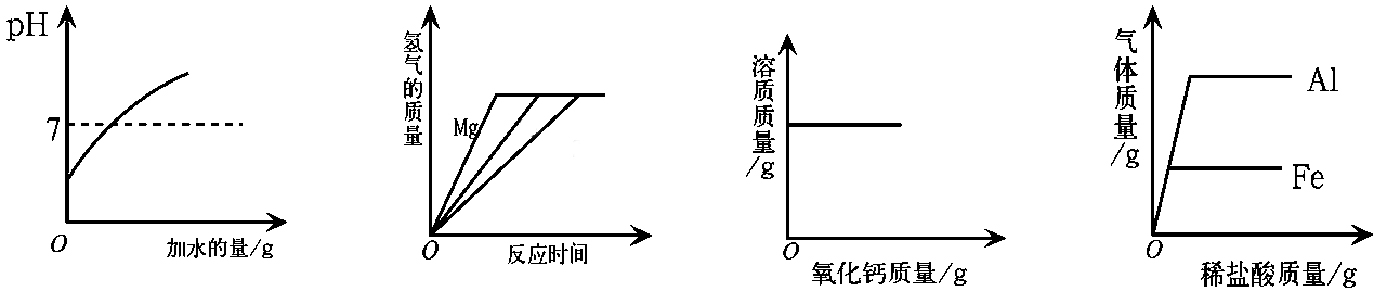 pH
7
O
加水的量/g
氢气的质量
Mg
O
反应时间
溶质质量/g
O
氧化钙质量/g
气体质量/g
Al
Fe
O
稀盐酸质量/g